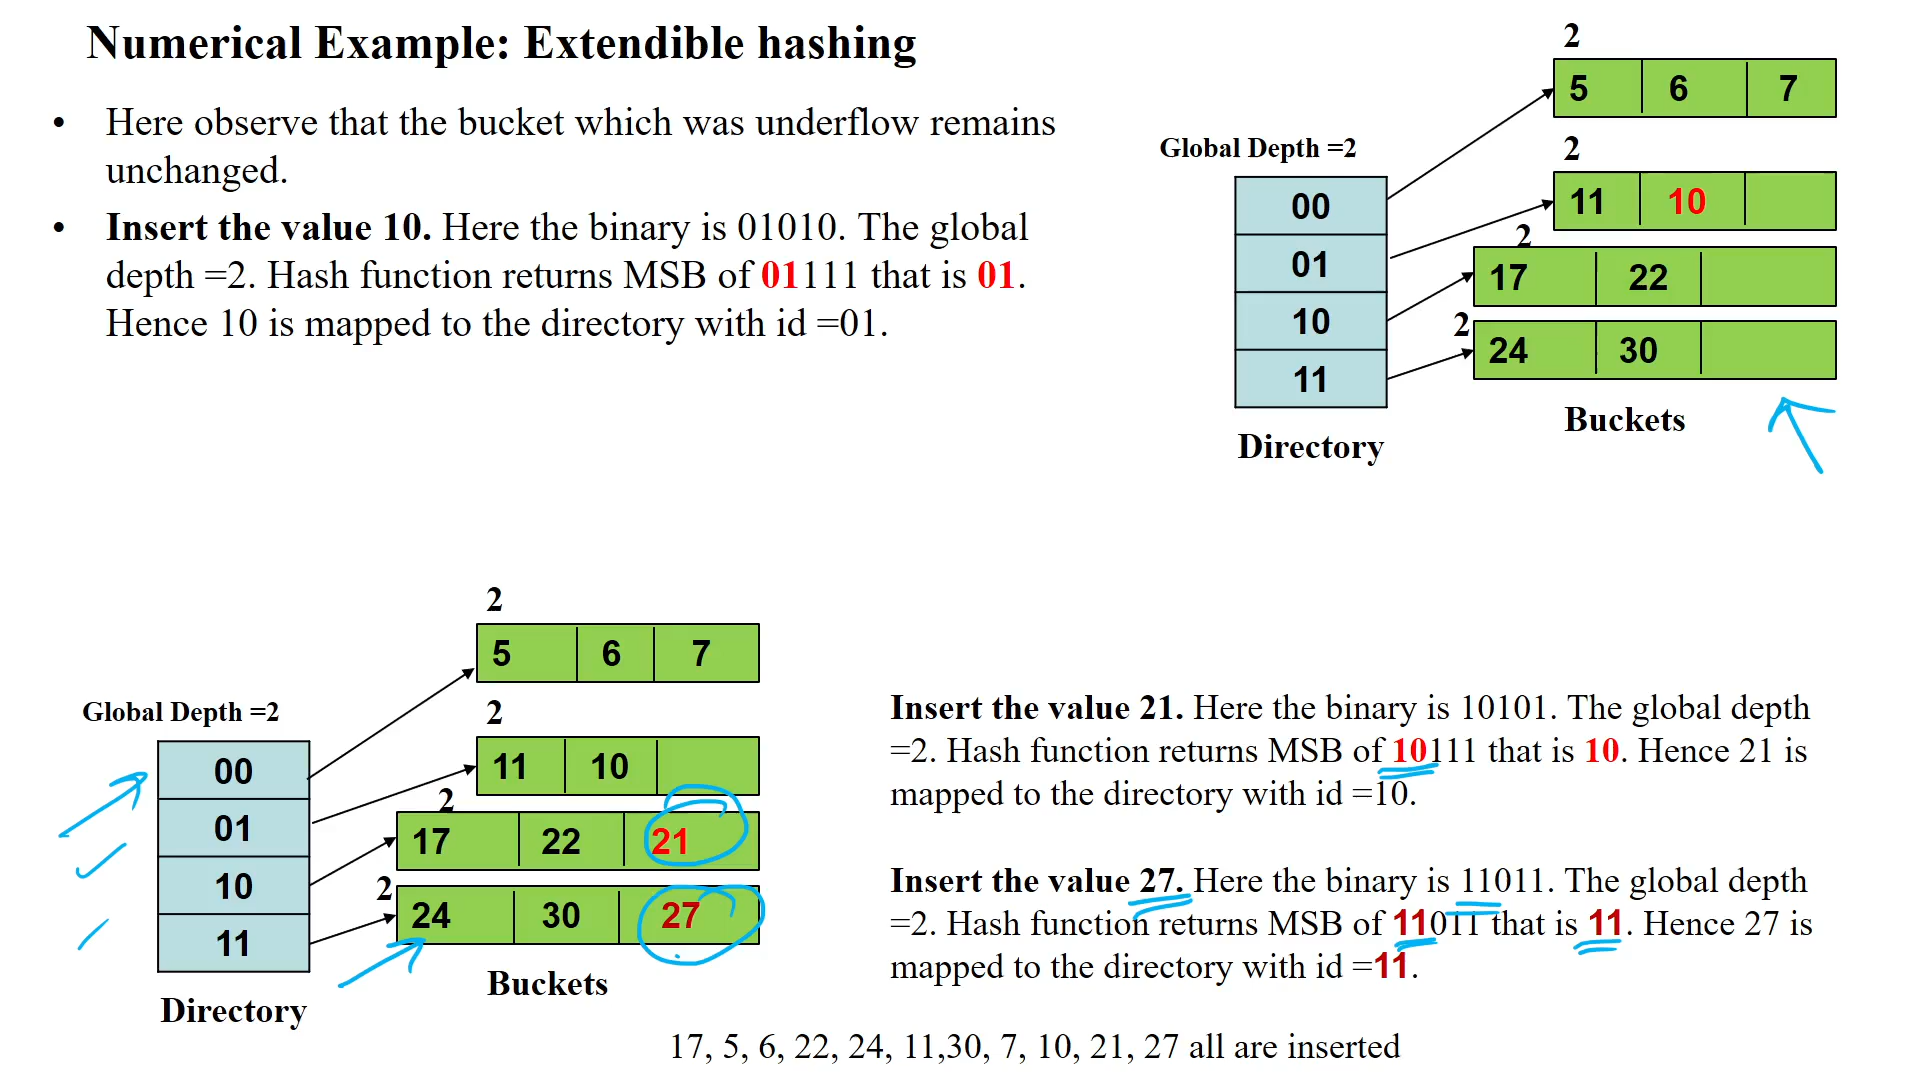 Numerical Example: Extendible hashing
• Here observe that the bucket which was underflow remains
unchanged.
• Insert the value 10. Here the binary is 01010. The global
depth =2. Hash function returns MSB of 01111 that is 01.
Hence 10 is mapped to the directory with id =01.
2
5 6 7
Global Depth =2
2
00
11 10
2
01
17 22
10
2
24 30
11
Buckets
Directory
2
5 6 7
Global Depth =2
2
00
11 10
2
01
17 22 21
10
2
24 30 27
11
Buckets
Directory
Insert the value 21. Here the binary is 10101. The global depth
=2. Hash function returns MSB of 10111 that is 10. Hence 21 is
mapped to the directory with id =10.
Insert the value 27. Here the binary is 11011. The global depth
=2. Hash function returns MSB of 11011 that is 11. Hence 27 is
mapped to the directory with id =11.
17, 5, 6, 22, 24, 11,30, 7, 10, 21, 27 all are inserted